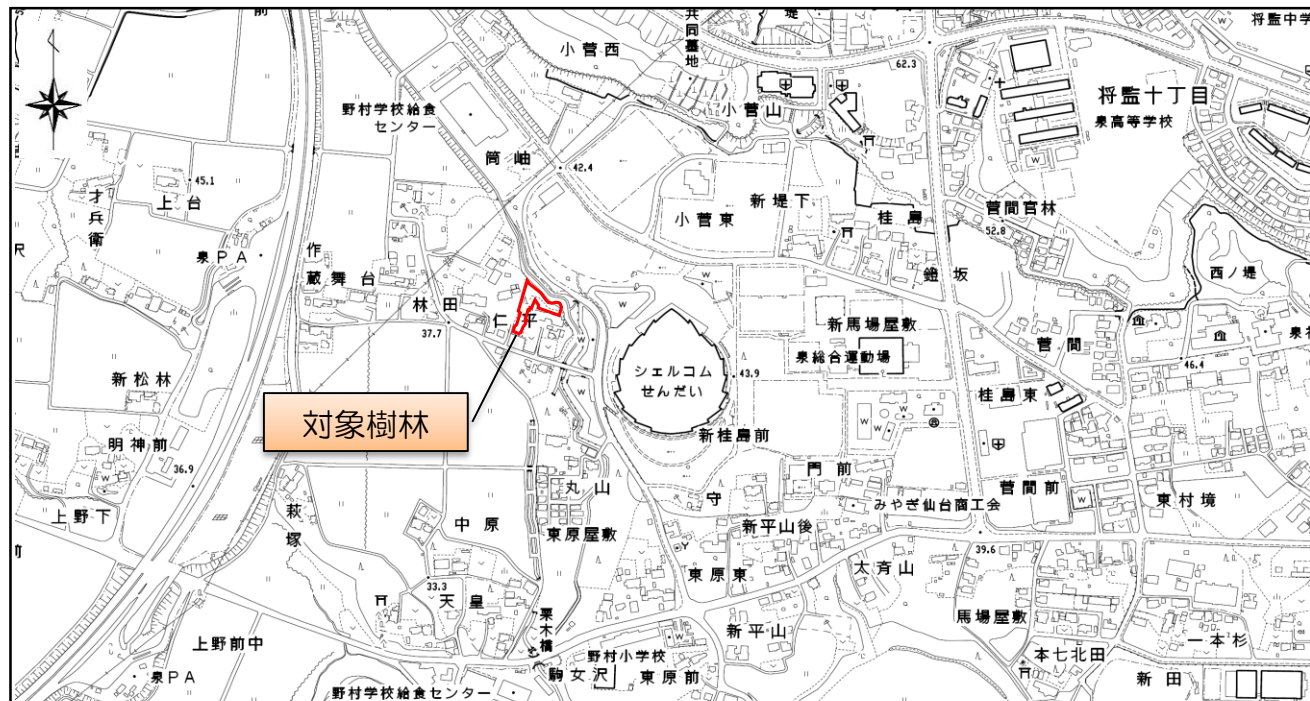 前
小菅西
共同墓地
堤
将監中学
62.3
小菅山
将監十丁目
泉高等学校
野村学校給食
センター
筒岫
42.4
45.1
上台
才兵衛
沢
泉PA
作
蔵舞台
林田
仁平
37.7
小菅東
新堤下
桂島
菅間官林
52.8
鐙坂
西ノ堤
新馬場屋敷
泉総合運動場
菅間
46.4
シェルコム
せんだい
43.9
桂島東
新松林
対象樹林
明神前
36.9
新桂島前
門前
菅間前
上野下
丸山
守
みやぎ仙台商工会
東村境
萩塚
中原
東原屋敷
新平山後
39.6
東原東
太斉山
33.3
天皇
栗木橋
馬場屋敷
新平山
一本杉
前
上野前中
野村小学校
本七北田
泉PA
駒女沢
東原前
新田
野村学校給食センター